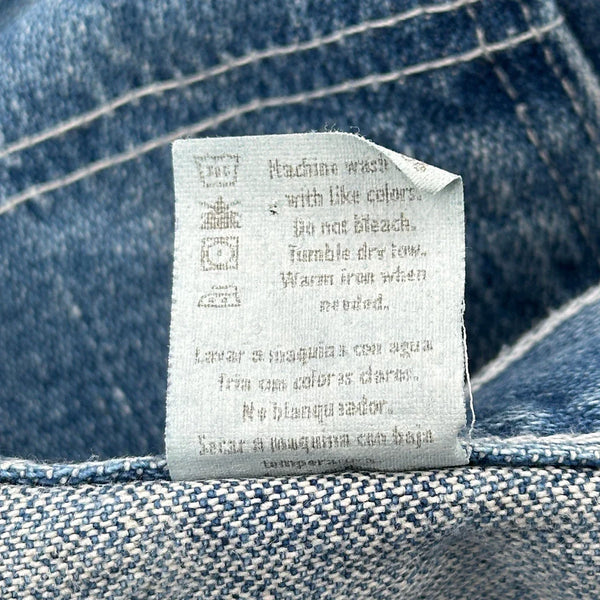 Machine wash
with like colors.
Do not bleach.
Tumble dry low.
Warm iron when
needed.
Lavar a maquina con agua
fria con colores claros.
No blanqueador.
Secar a maquina con baja